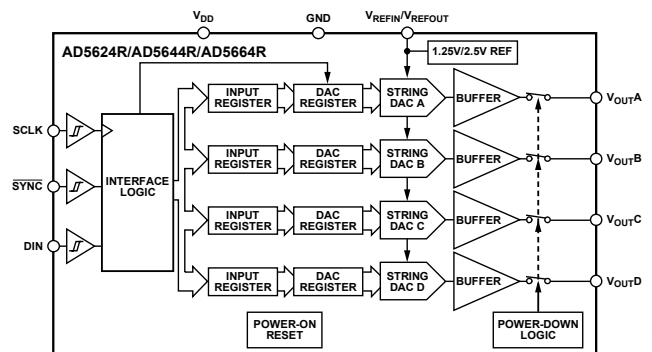 VDD
GND
VREFIN/VREFOUT
AD5624R/AD5644R/AD5664R
1.25V/2.5V REF
INPUT
REGISTER
DAC
REGISTER
STRING
DAC A
BUFFER
VOUTA
SCLK
SYNC
DIN
INTERFACE
LOGIC
INPUT
REGISTER
DAC
REGISTER
STRING
DAC B
BUFFER
VOUTB
INPUT
REGISTER
DAC
REGISTER
STRING
DAC C
BUFFER
VOUTC
INPUT
REGISTER
DAC
REGISTER
STRING
DAC D
BUFFER
VOUTD
POWER-ON
RESET
POWER-DOWN
LOGIC